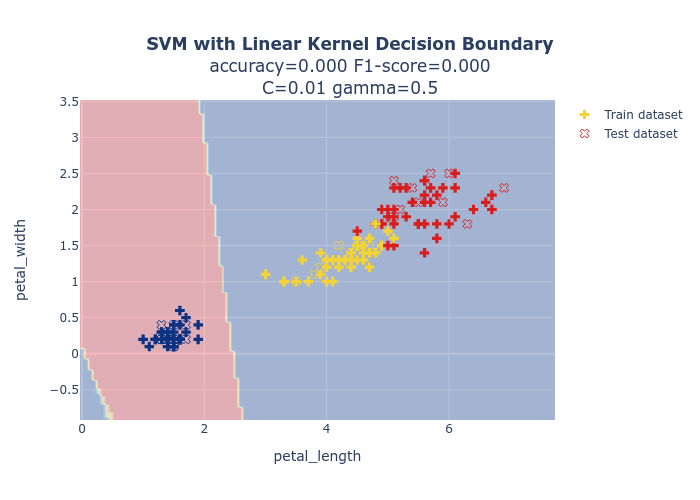 SVM with Linear Kernel Decision Boundary
accuracy=0.000 F1-score=0.000
C=0.01 gamma=0.5
3.5
3
2.5
2
1.5
1
0.5
0
−0.5
0
2
4
6
petal_width
petal_length
Train dataset
Test dataset